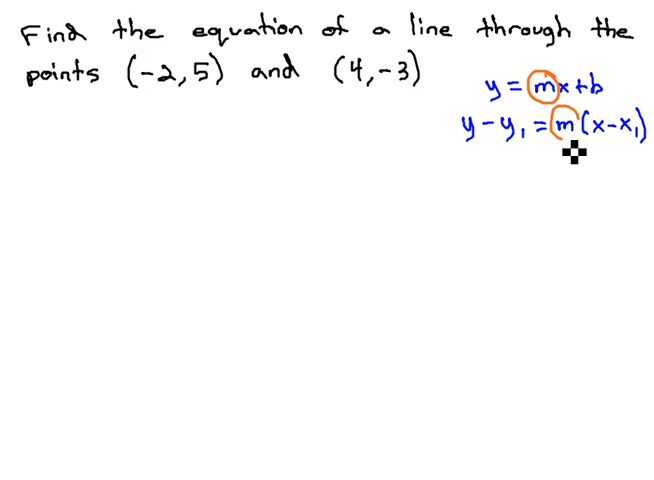 Find the equation of a line through the
points (-2, 5) and (4, -3)
y = mx + b
y - y₁ = m(x - x₁)